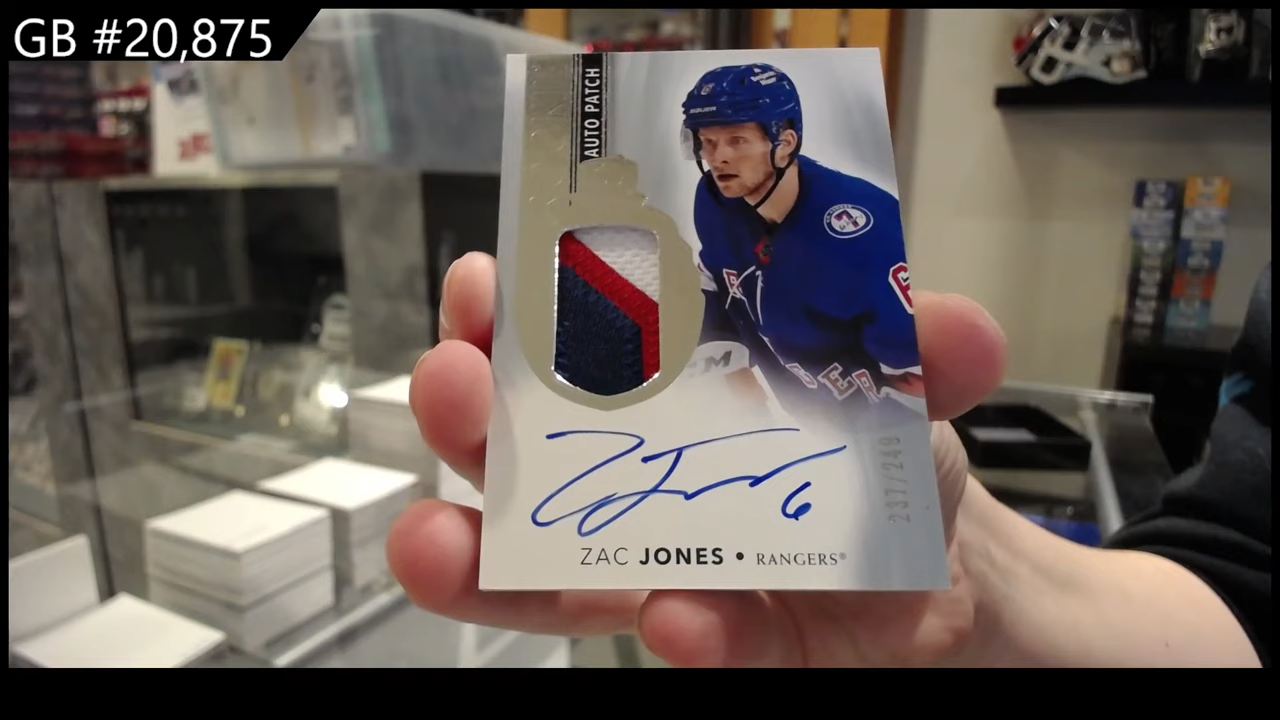 GB #20,875
AUTO PATCH
6
237/249
ZAC JONES • RANGERS®